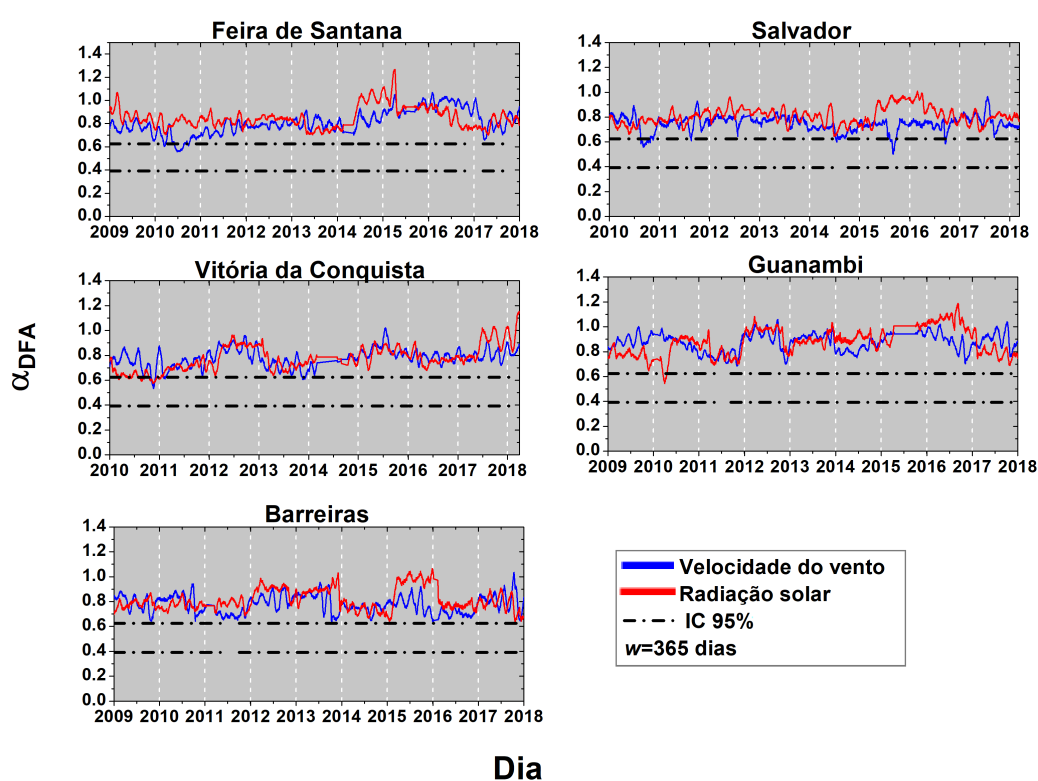 Feira de Santana
1.4
1.2
1.0
0.8
0.6
0.4
0.2
0.0
2009 2010 2011 2012 2013 2014 2015 2016 2017 2018
Salvador
1.4
1.2
1.0
0.8
0.6
0.4
0.2
0.0
2010 2011 2012 2013 2014 2015 2016 2017 2018
Vitória da Conquista
1.4
1.2
1.0
0.8
0.6
0.4
0.2
0.0
2010 2011 2012 2013 2014 2015 2016 2017 2018
Guanambi
1.4
1.2
1.0
0.8
0.6
0.4
0.2
0.0
2009 2010 2011 2012 2013 2014 2015 2016 2017 2018
αDFA
Barreiras
1.4
1.2
1.0
0.8
0.6
0.4
0.2
0.0
2009 2010 2011 2012 2013 2014 2015 2016 2017 2018
Velocidade do vento
Radiação solar
IC 95%
w=365 dias
Dia